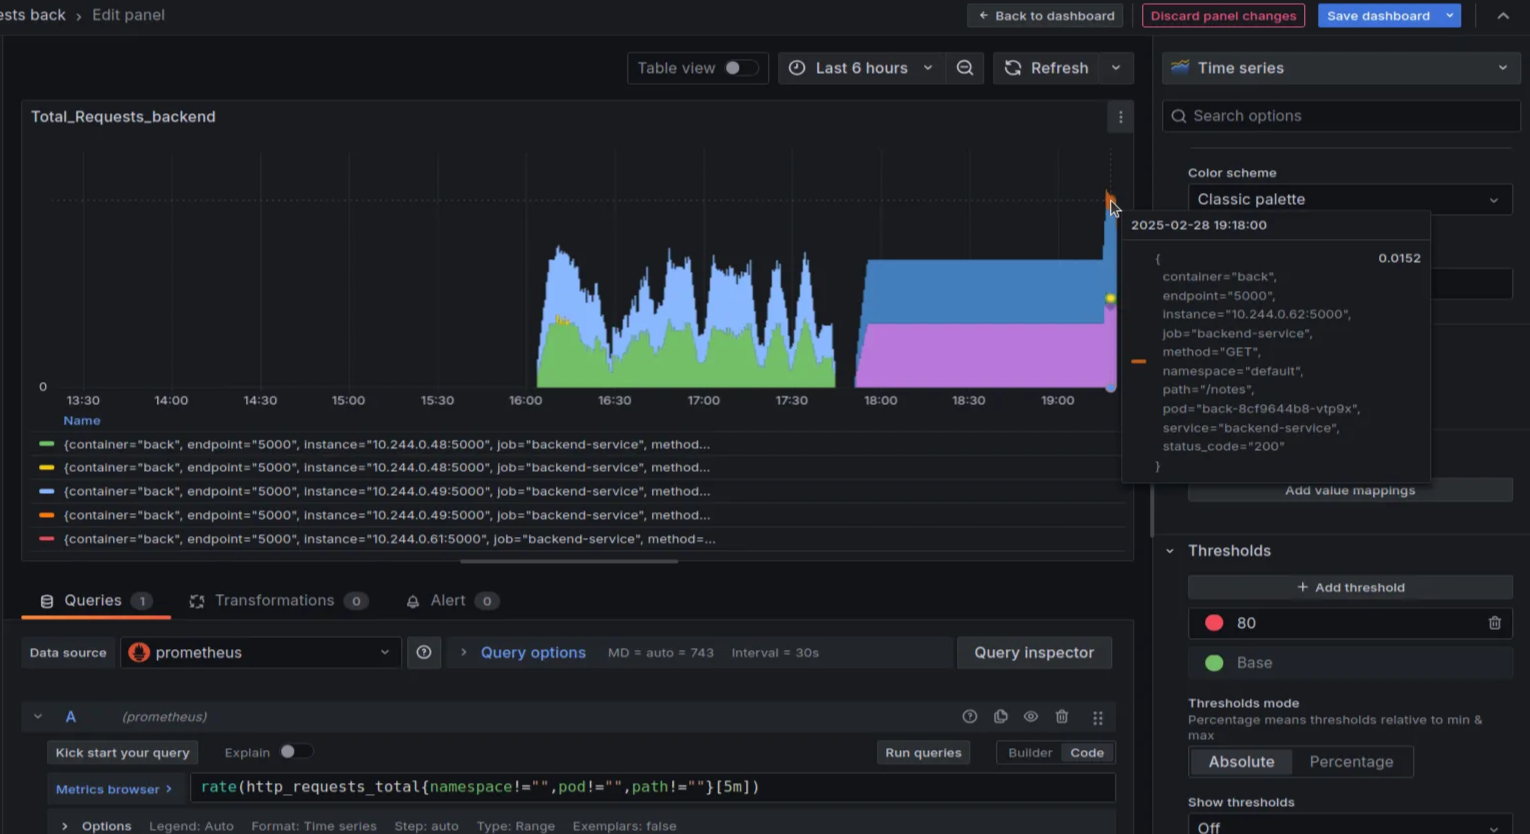 ests back › Edit panel
← Back to dashboard
Discard panel changes
Save dashboard
Table view
Last 6 hours
Refresh
Time series
Total_Requests_backend
Search options
Color scheme
Classic palette
2025-02-28 19:18:00
{ 0.0152
container="back",
endpoint="5000",
instance="10.244.0.62:5000",
job="backend-service",
method="GET",
namespace="default",
path="/notes",
pod="back-8cf9644b8-vtp9x",
service="backend-service",
status_code="200"
}
0
13:30 14:00 14:30 15:00 15:30 16:00 16:30 17:00 17:30 18:00 18:30 19:00
Name
{container="back", endpoint="5000", instance="10.244.0.48:5000", job="backend-service", method...
{container="back", endpoint="5000", instance="10.244.0.48:5000", job="backend-service", method...
{container="back", endpoint="5000", instance="10.244.0.49:5000", job="backend-service", method...
{container="back", endpoint="5000", instance="10.244.0.49:5000", job="backend-service", method...
{container="back", endpoint="5000", instance="10.244.0.61:5000", job="backend-service", method=...
Add value mappings
Thresholds
+ Add threshold
80
Base
Thresholds mode
Percentage means thresholds relative to min &
max
Absolute Percentage
Show thresholds
Off
Queries 1
Transformations 0
Alert 0
Data source
prometheus
Query options MD = auto = 743 Interval = 30s
Query inspector
A (prometheus)
Kick start your query
Explain
Run queries
Builder Code
Metrics browser >
rate(http_requests_total{namespace!="",pod!="",path!=""}[5m])
> Options Legend: Auto Format: Time series Step: auto Type: Range Exemplars: false